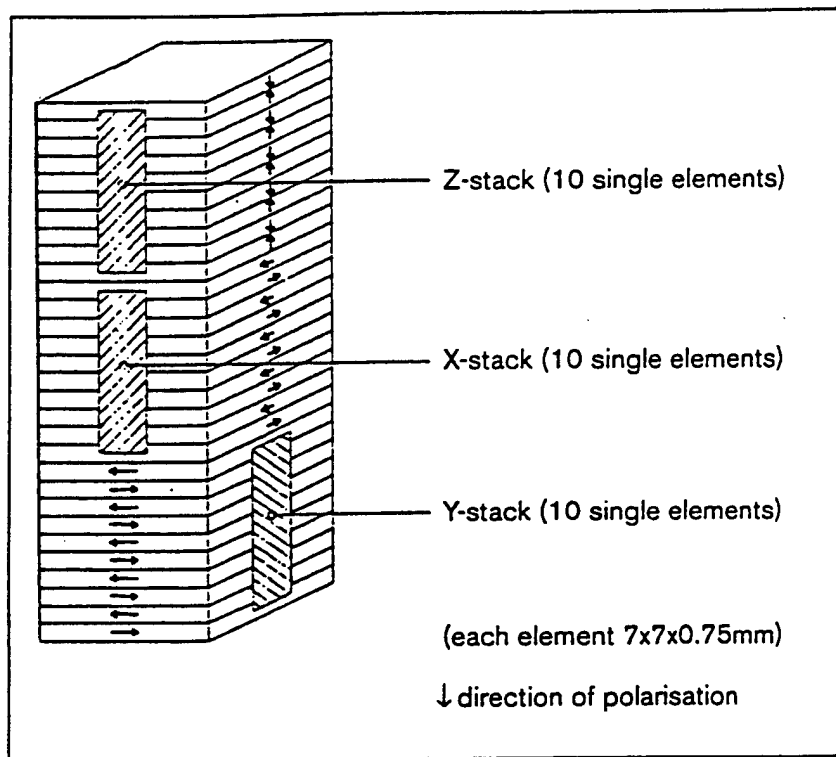 Z-stack (10 single elements)
X-stack (10 single elements)
Y-stack (10 single elements)
(each element 7x7x0.75mm)
↓direction of polarisation